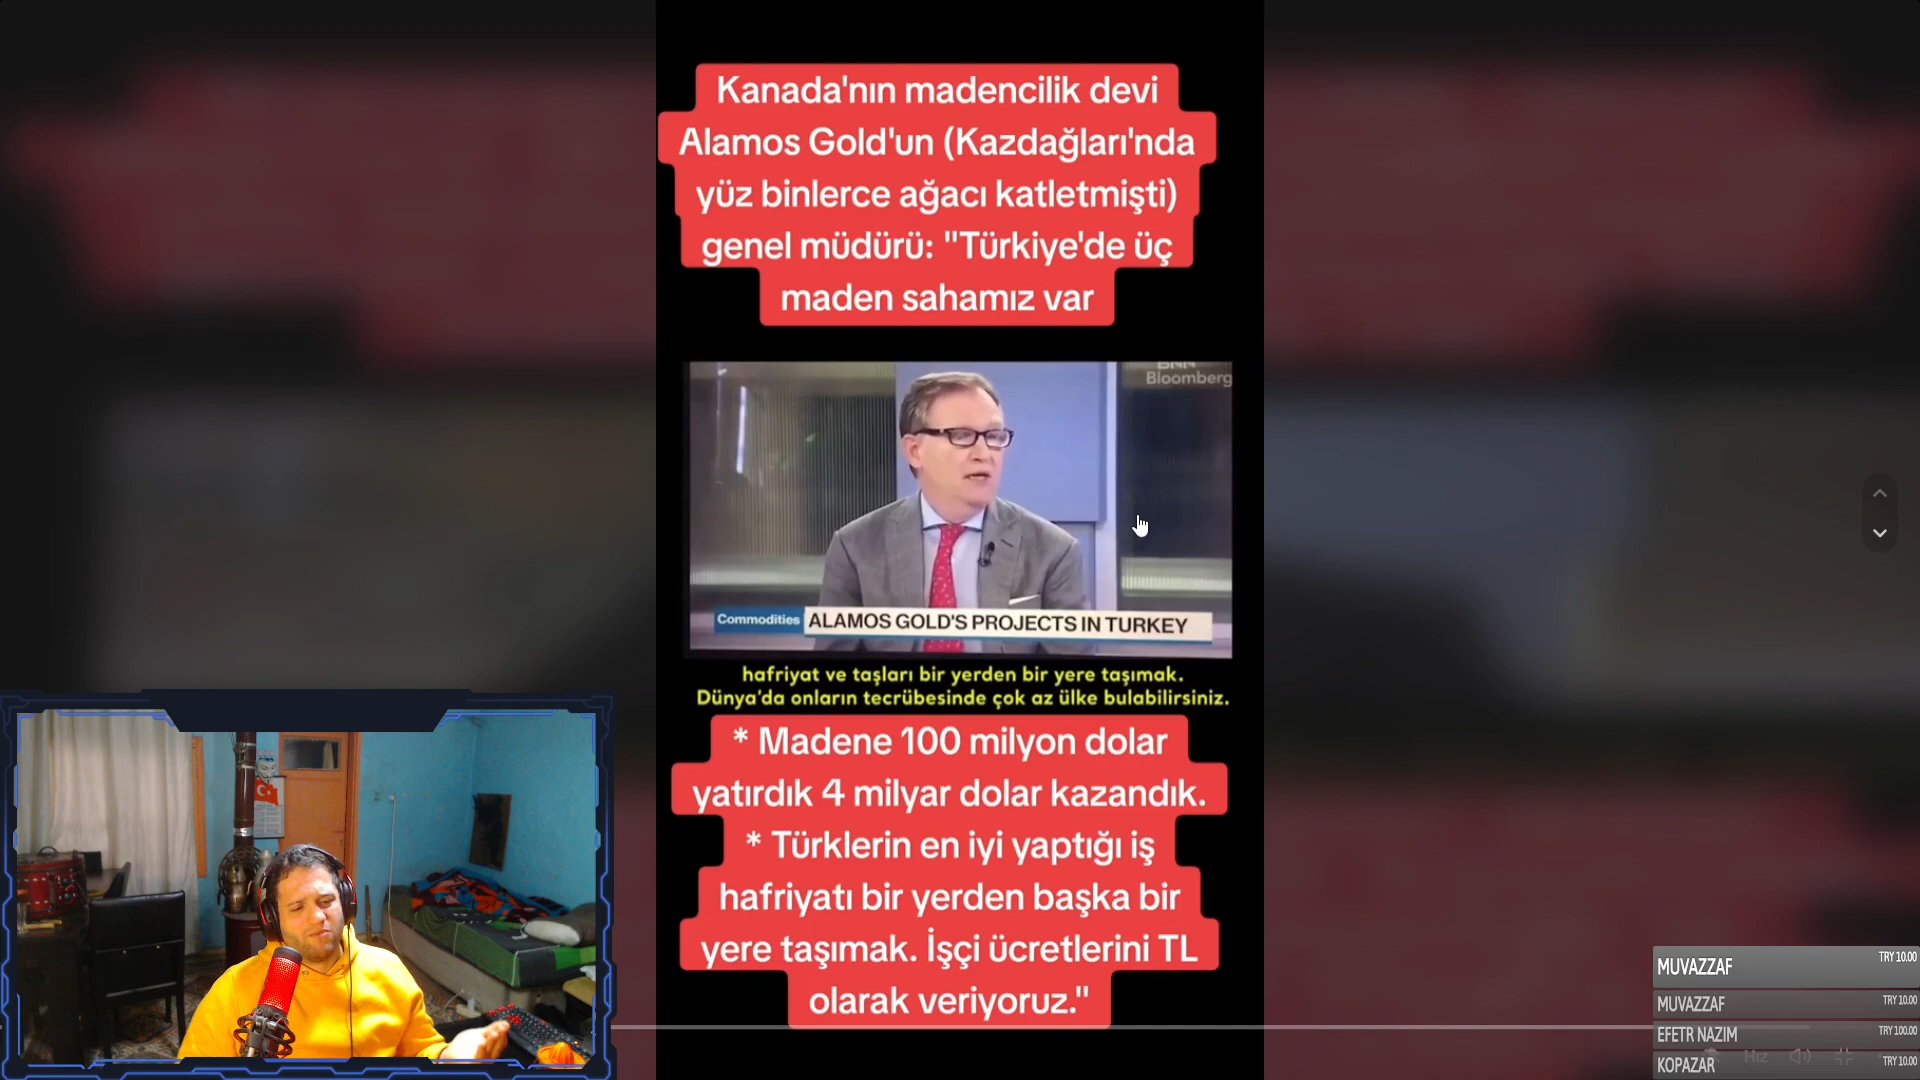 Kanada'nın madencilik devi
Alamos Gold'un (Kazdağları'nda
yüz binlerce ağacı katletmişti)
genel müdürü: "Türkiye'de üç
maden sahamız var
BNN
Bloomberg
Commodities ALAMOS GOLD'S PROJECTS IN TURKEY
hafriyat ve taşları bir yerden bir yere taşımak.
Dünya'da onların tecrübesinde çok az ülke bulabilirsiniz.
* Madene 100 milyon dolar
yatırdık 4 milyar dolar kazandık.
* Türklerin en iyi yaptığı iş
hafriyatı bir yerden başka bir
yere taşımak. İşçi ücretlerini TL
olarak veriyoruz."
MUVAZZAF TRY 10.00
MUVAZZAF TRY 10.00
EFETR NAZIM TRY 100.00
Hız
KOPAZAR TRY 10.00